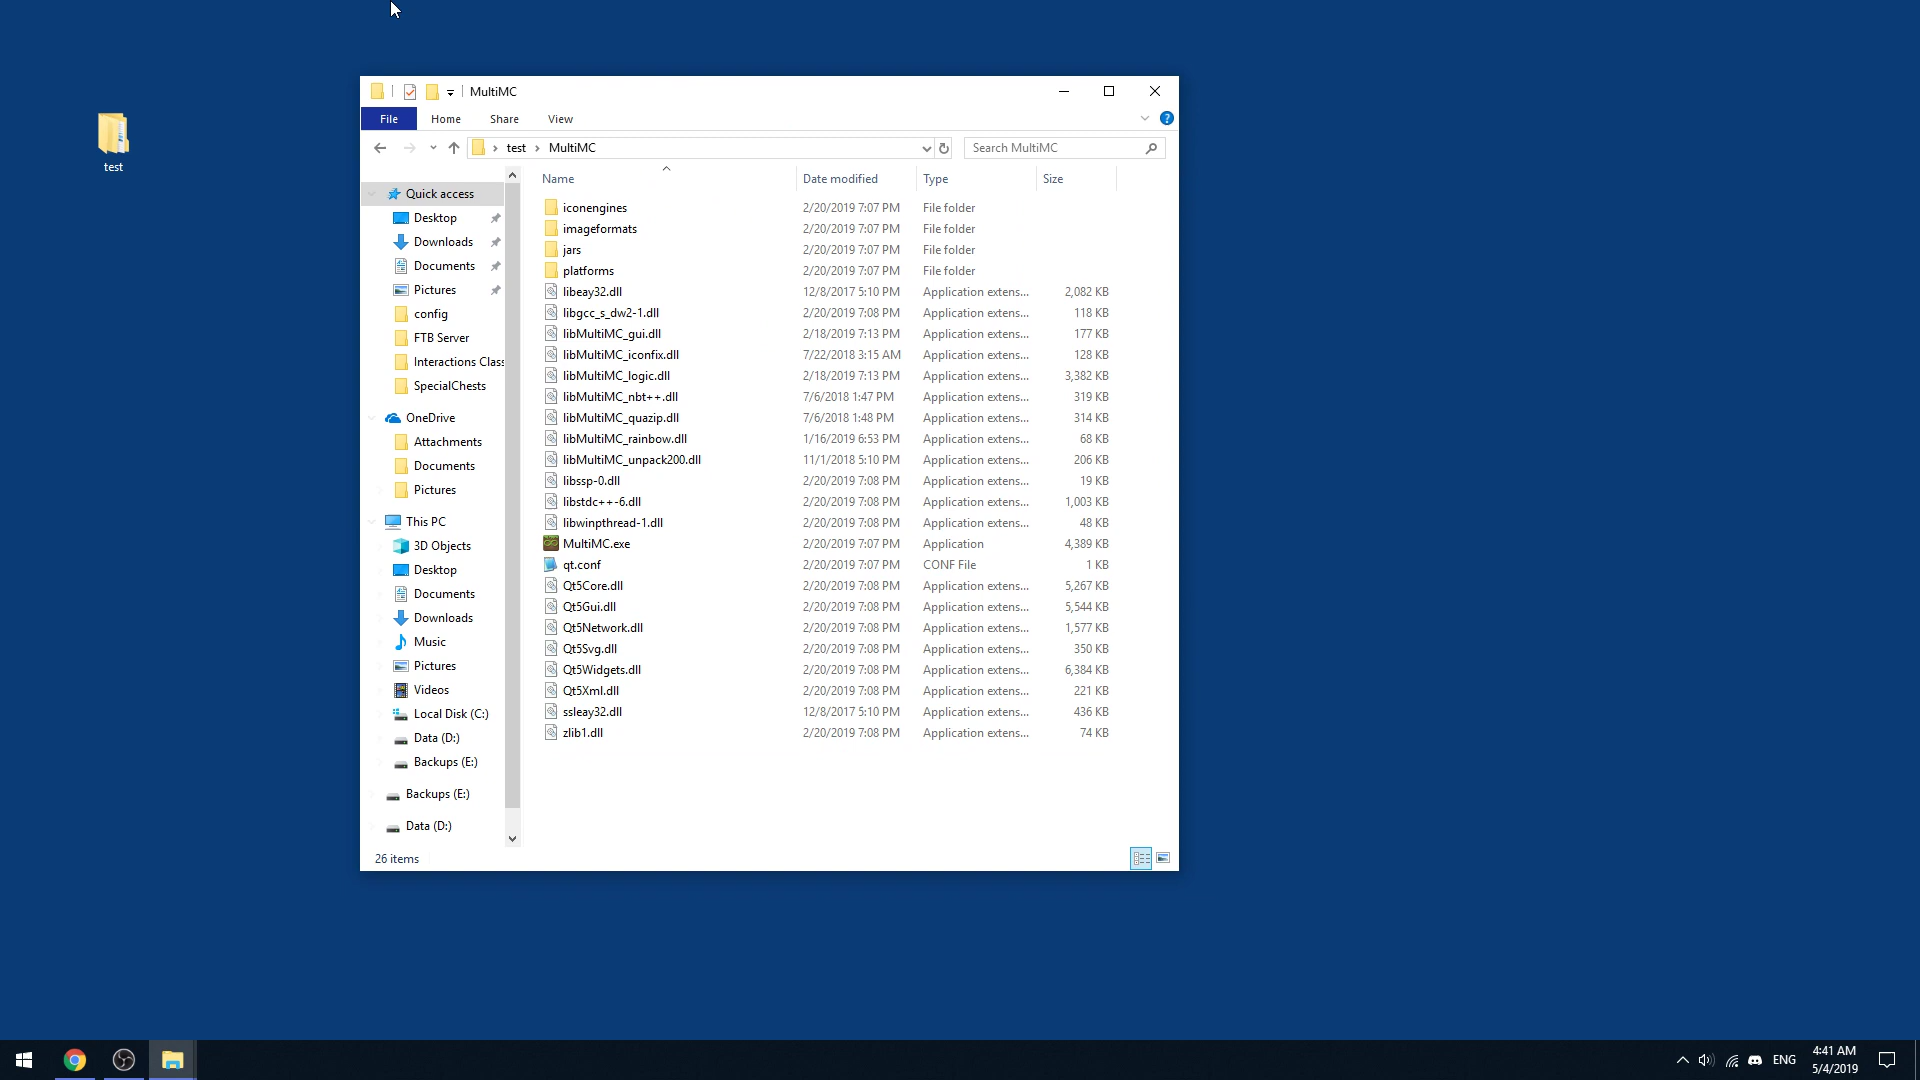 test
MultiMC
File Home Share View
test MultiMC
Search MultiMC
Name Date modified Type Size
Quick access
Desktop
Downloads
Documents
Pictures
config
FTB Server
Interactions Class
SpecialChests
OneDrive
Attachments
Documents
Pictures
This PC
3D Objects
Desktop
Documents
Downloads
Music
Pictures
Videos
Local Disk (C:)
Data (D:)
Backups (E:)
Backups (E:)
Data (D:)
iconengines 2/20/2019 7:07 PM File folder
imageformats 2/20/2019 7:07 PM File folder
jars 2/20/2019 7:07 PM File folder
platforms 2/20/2019 7:07 PM File folder
libeay32.dll 12/8/2017 5:10 PM Application extens... 2,082 KB
libgcc_s_dw2-1.dll 2/20/2019 7:08 PM Application extens... 118 KB
libMultiMC_gui.dll 2/18/2019 7:13 PM Application extens... 177 KB
libMultiMC_iconfix.dll 7/22/2018 3:15 AM Application extens... 128 KB
libMultiMC_logic.dll 2/18/2019 7:13 PM Application extens... 3,382 KB
libMultiMC_nbt++.dll 7/6/2018 1:47 PM Application extens... 319 KB
libMultiMC_quazip.dll 7/6/2018 1:48 PM Application extens... 314 KB
libMultiMC_rainbow.dll 1/16/2019 6:53 PM Application extens... 68 KB
libMultiMC_unpack200.dll 11/1/2018 5:10 PM Application extens... 206 KB
libssp-0.dll 2/20/2019 7:08 PM Application extens... 19 KB
libstdc++-6.dll 2/20/2019 7:08 PM Application extens... 1,003 KB
libwinpthread-1.dll 2/20/2019 7:08 PM Application extens... 48 KB
MultiMC.exe 2/20/2019 7:07 PM Application 4,389 KB
qt.conf 2/20/2019 7:07 PM CONF File 1 KB
Qt5Core.dll 2/20/2019 7:08 PM Application extens... 5,267 KB
Qt5Gui.dll 2/20/2019 7:08 PM Application extens... 5,544 KB
Qt5Network.dll 2/20/2019 7:08 PM Application extens... 1,577 KB
Qt5Svg.dll 2/20/2019 7:08 PM Application extens... 350 KB
Qt5Widgets.dll 2/20/2019 7:08 PM Application extens... 6,384 KB
Qt5Xml.dll 2/20/2019 7:08 PM Application extens... 221 KB
ssleay32.dll 12/8/2017 5:10 PM Application extens... 436 KB
zlib1.dll 2/20/2019 7:08 PM Application extens... 74 KB
26 items
ENG
4:41 AM
5/4/2019